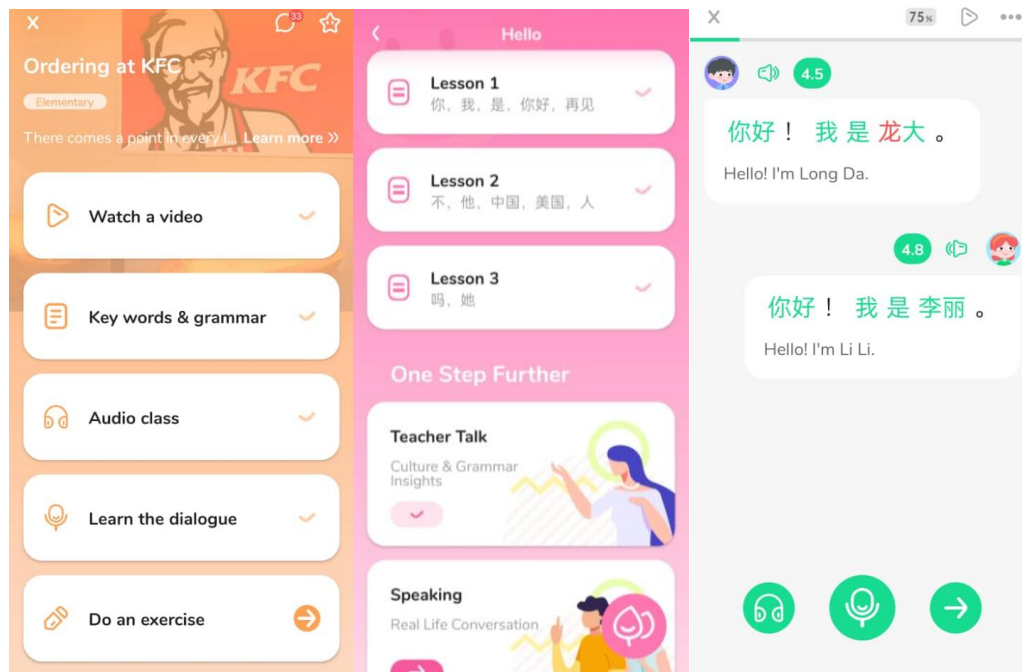 X
33
Ordering at KFC
KFC
Elementary
There comes a point in every l... Learn more »
Watch a video
Key words & grammar
Audio class
Learn the dialogue
Do an exercise
Hello
Lesson 1
你，我，是，你好，再见
Lesson 2
不，他，中国，美国，人
Lesson 3
吗，她
One Step Further
Teacher Talk
Culture & Grammar
Insights
Speaking
Real Life Conversation
X
75%
4.5
你好！ 我是龙大。
Hello! I'm Long Da.
4.8
你好！ 我是李丽。
Hello! I'm Li Li.